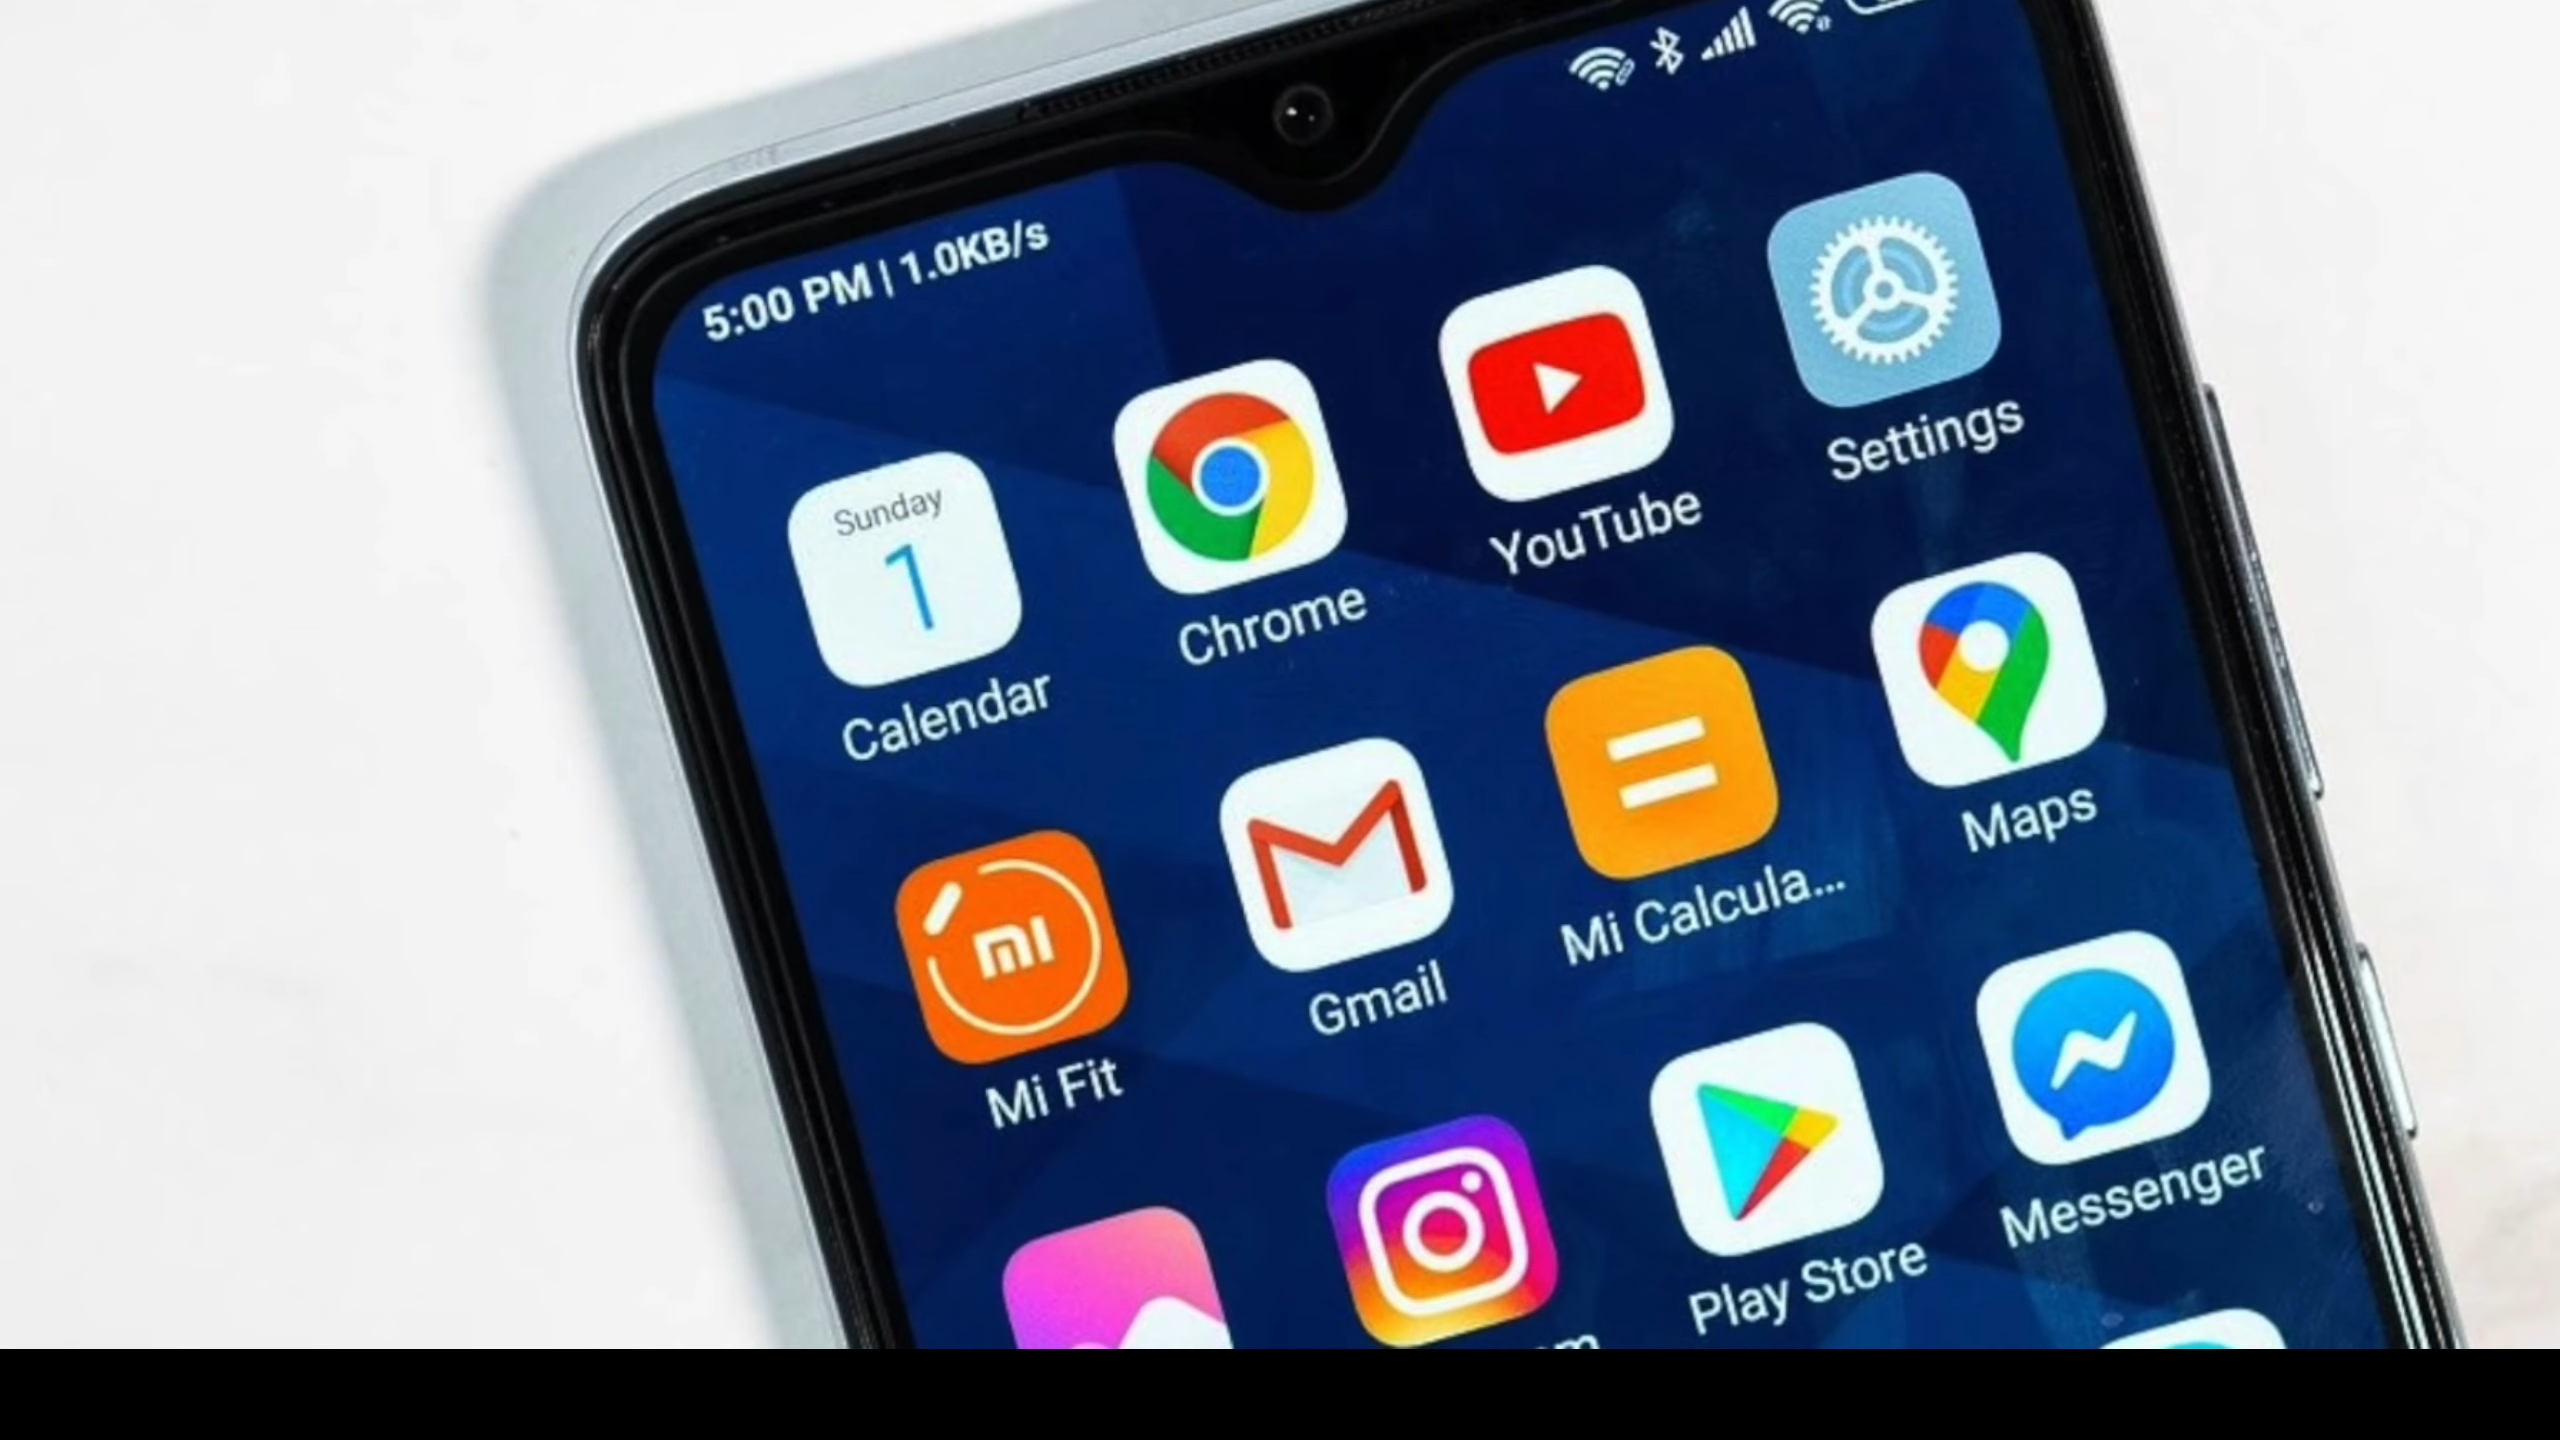 5:00 PM | 1.0KB/s
Sunday
1
Calendar
Chrome
YouTube
Settings
mi
Mi Fit
Gmail
Mi Calcula...
Maps
Play Store
Messenger